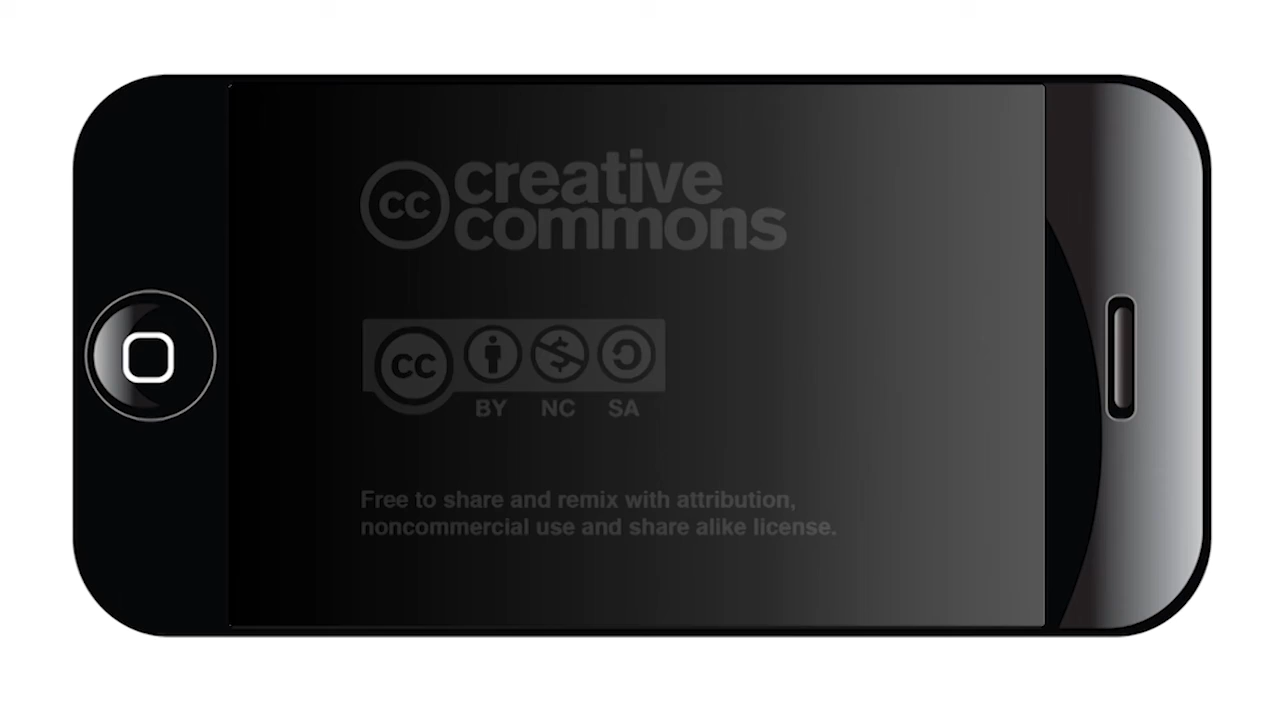 creative
commons
cc
cc
BY NC SA
Free to share and remix with attribution,
noncommercial use and share alike license.